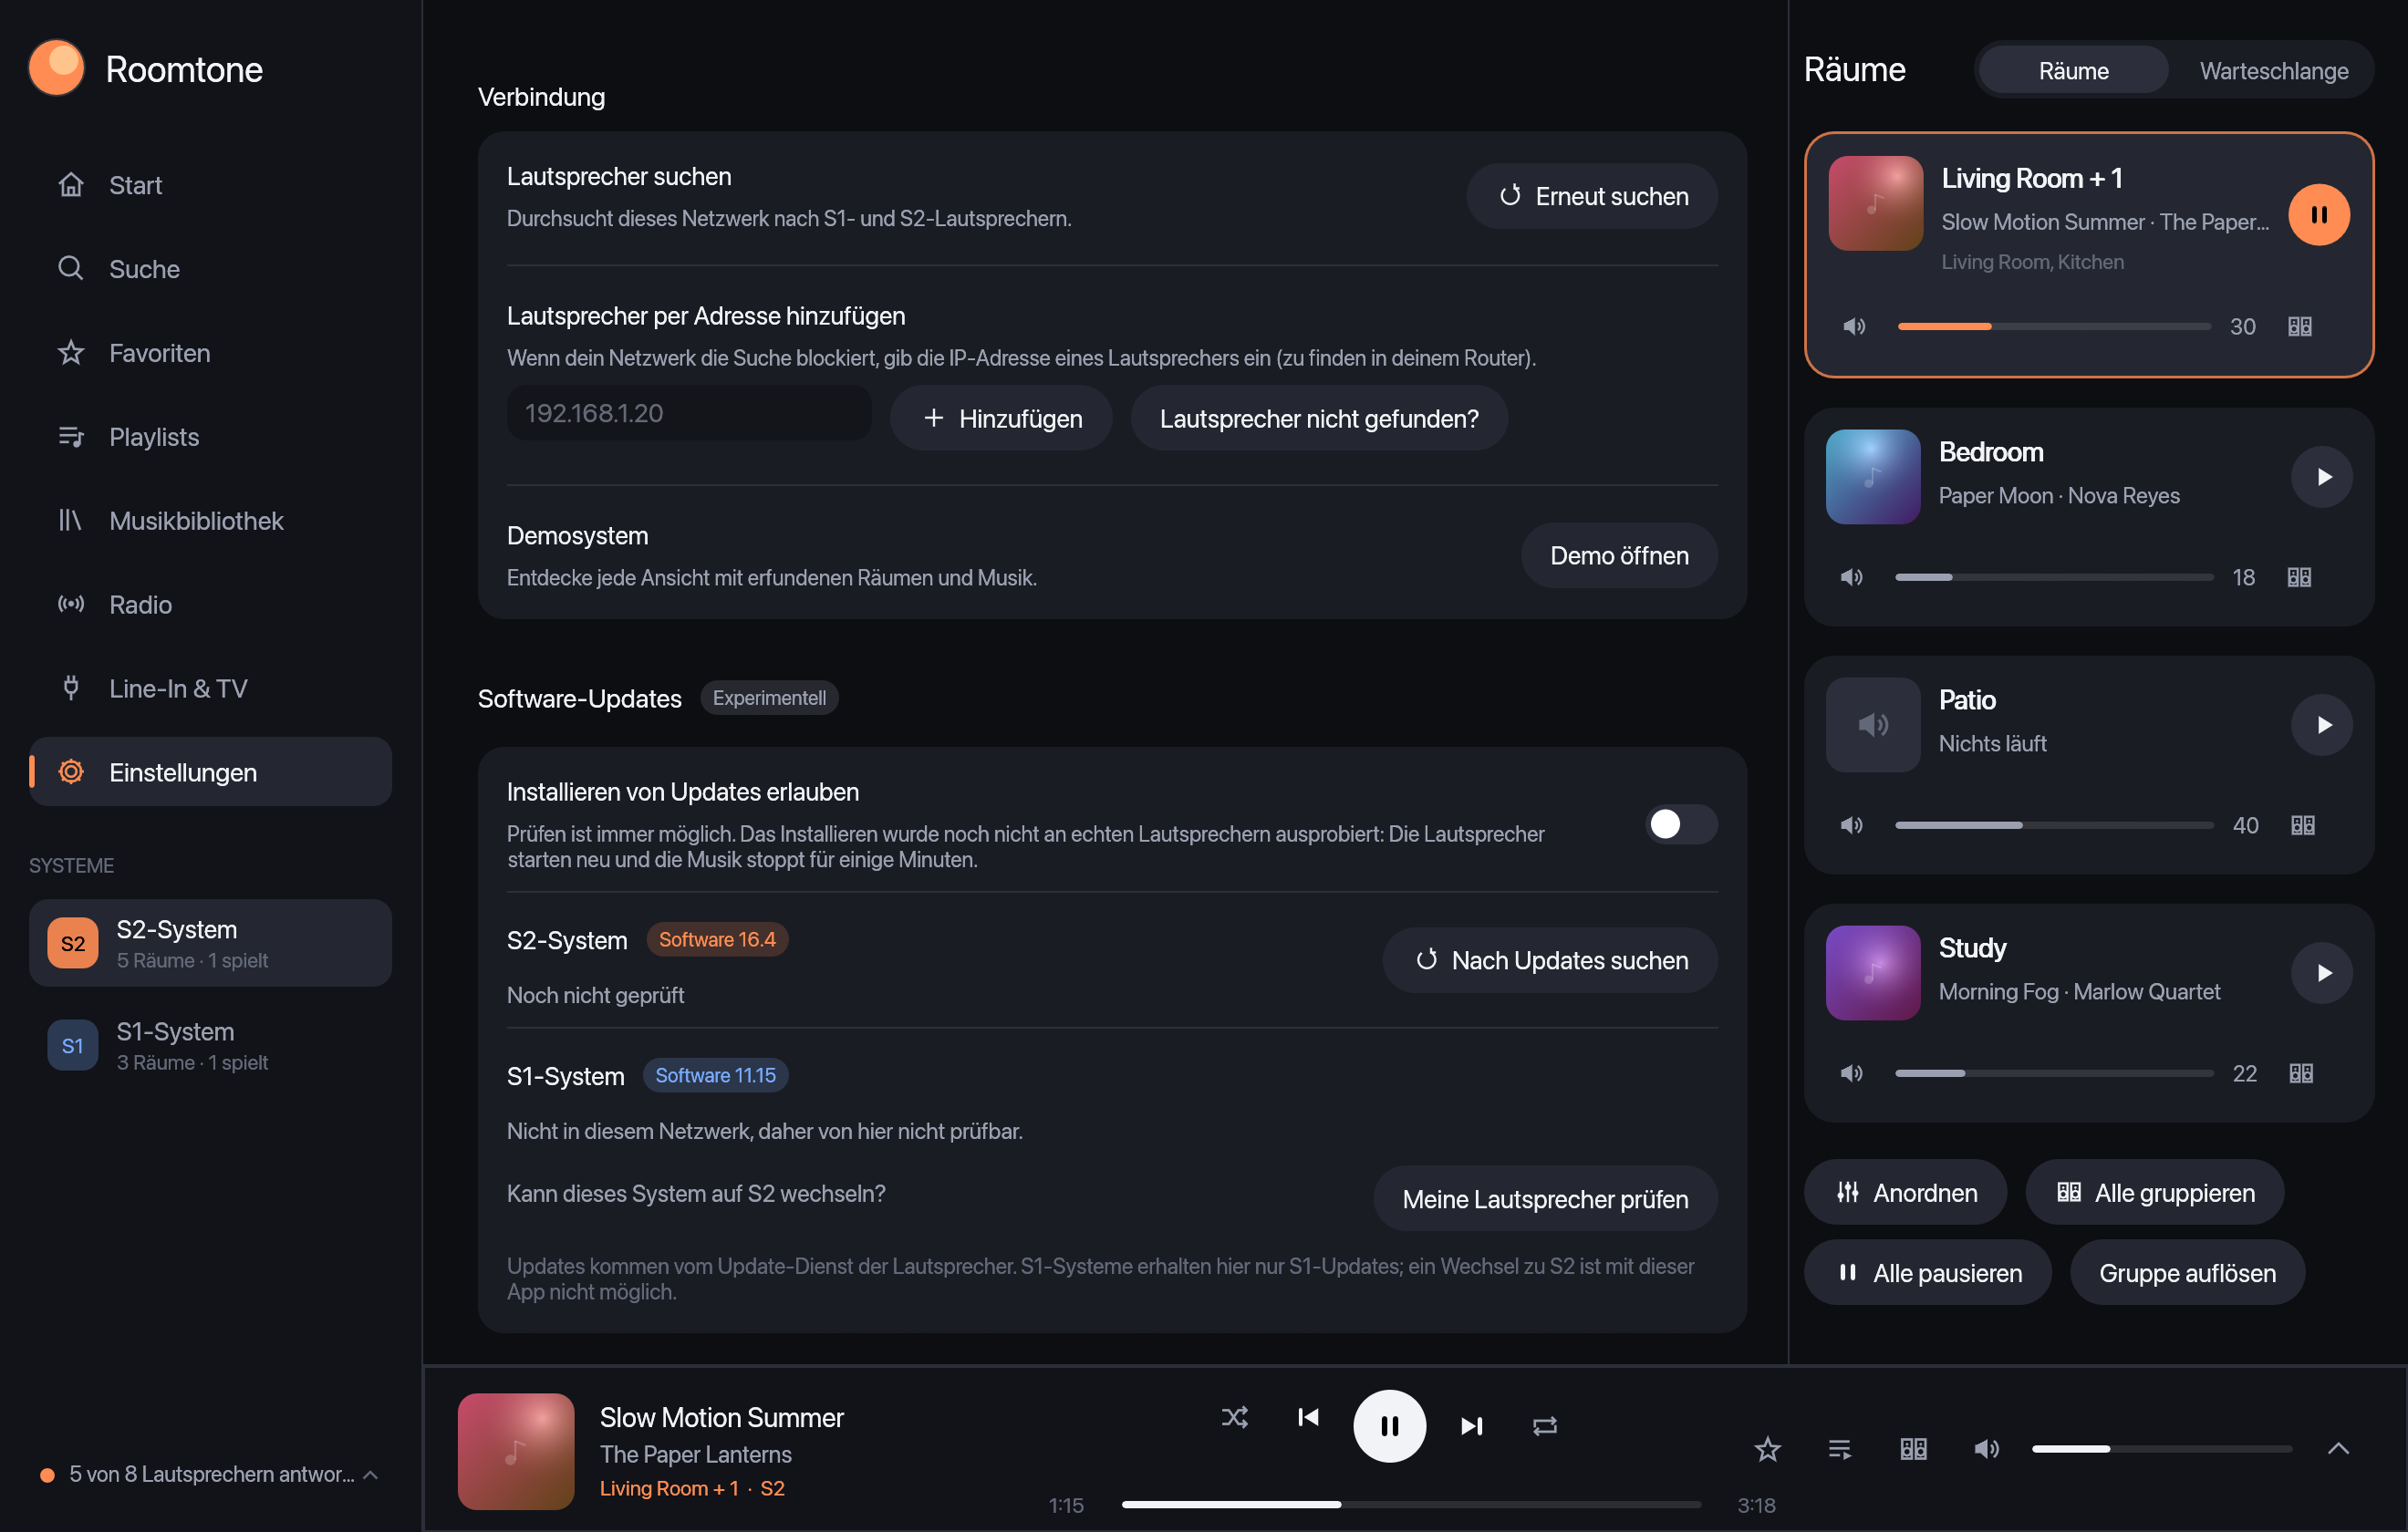 Roomtone
Start
Suche
Favoriten
Playlists
Musikbibliothek
Radio
Line-In & TV
Einstellungen
SYSTEME
S2
S2-System
5 Räume · 1 spielt
S1
S1-System
3 Räume · 1 spielt
5 von 8 Lautsprechern antwor...
Verbindung
Lautsprecher suchen
Durchsucht dieses Netzwerk nach S1- und S2-Lautsprechern.
Erneut suchen
Lautsprecher per Adresse hinzufügen
Wenn dein Netzwerk die Suche blockiert, gib die IP-Adresse eines Lautsprechers ein (zu finden in deinem Router).
192.168.1.20
Hinzufügen
Lautsprecher nicht gefunden?
Demosystem
Entdecke jede Ansicht mit erfundenen Räumen und Musik.
Demo öffnen
Software-Updates
Experimentell
Installieren von Updates erlauben
Prüfen ist immer möglich. Das Installieren wurde noch nicht an echten Lautsprechern ausprobiert: Die Lautsprecher
starten neu und die Musik stoppt für einige Minuten.
S2-System
Software 16.4
Noch nicht geprüft
Nach Updates suchen
S1-System
Software 11.15
Nicht in diesem Netzwerk, daher von hier nicht prüfbar.
Kann dieses System auf S2 wechseln?
Meine Lautsprecher prüfen
Updates kommen vom Update-Dienst der Lautsprecher. S1-Systeme erhalten hier nur S1-Updates; ein Wechsel zu S2 ist mit dieser
App nicht möglich.
Räume
Räume
Warteschlange
Living Room + 1
Slow Motion Summer · The Paper...
Living Room, Kitchen
30
Bedroom
Paper Moon · Nova Reyes
18
Patio
Nichts läuft
40
Study
Morning Fog · Marlow Quartet
22
Anordnen
Alle gruppieren
Alle pausieren
Gruppe auflösen
Slow Motion Summer
The Paper Lanterns
Living Room + 1 · S2
1:15
3:18